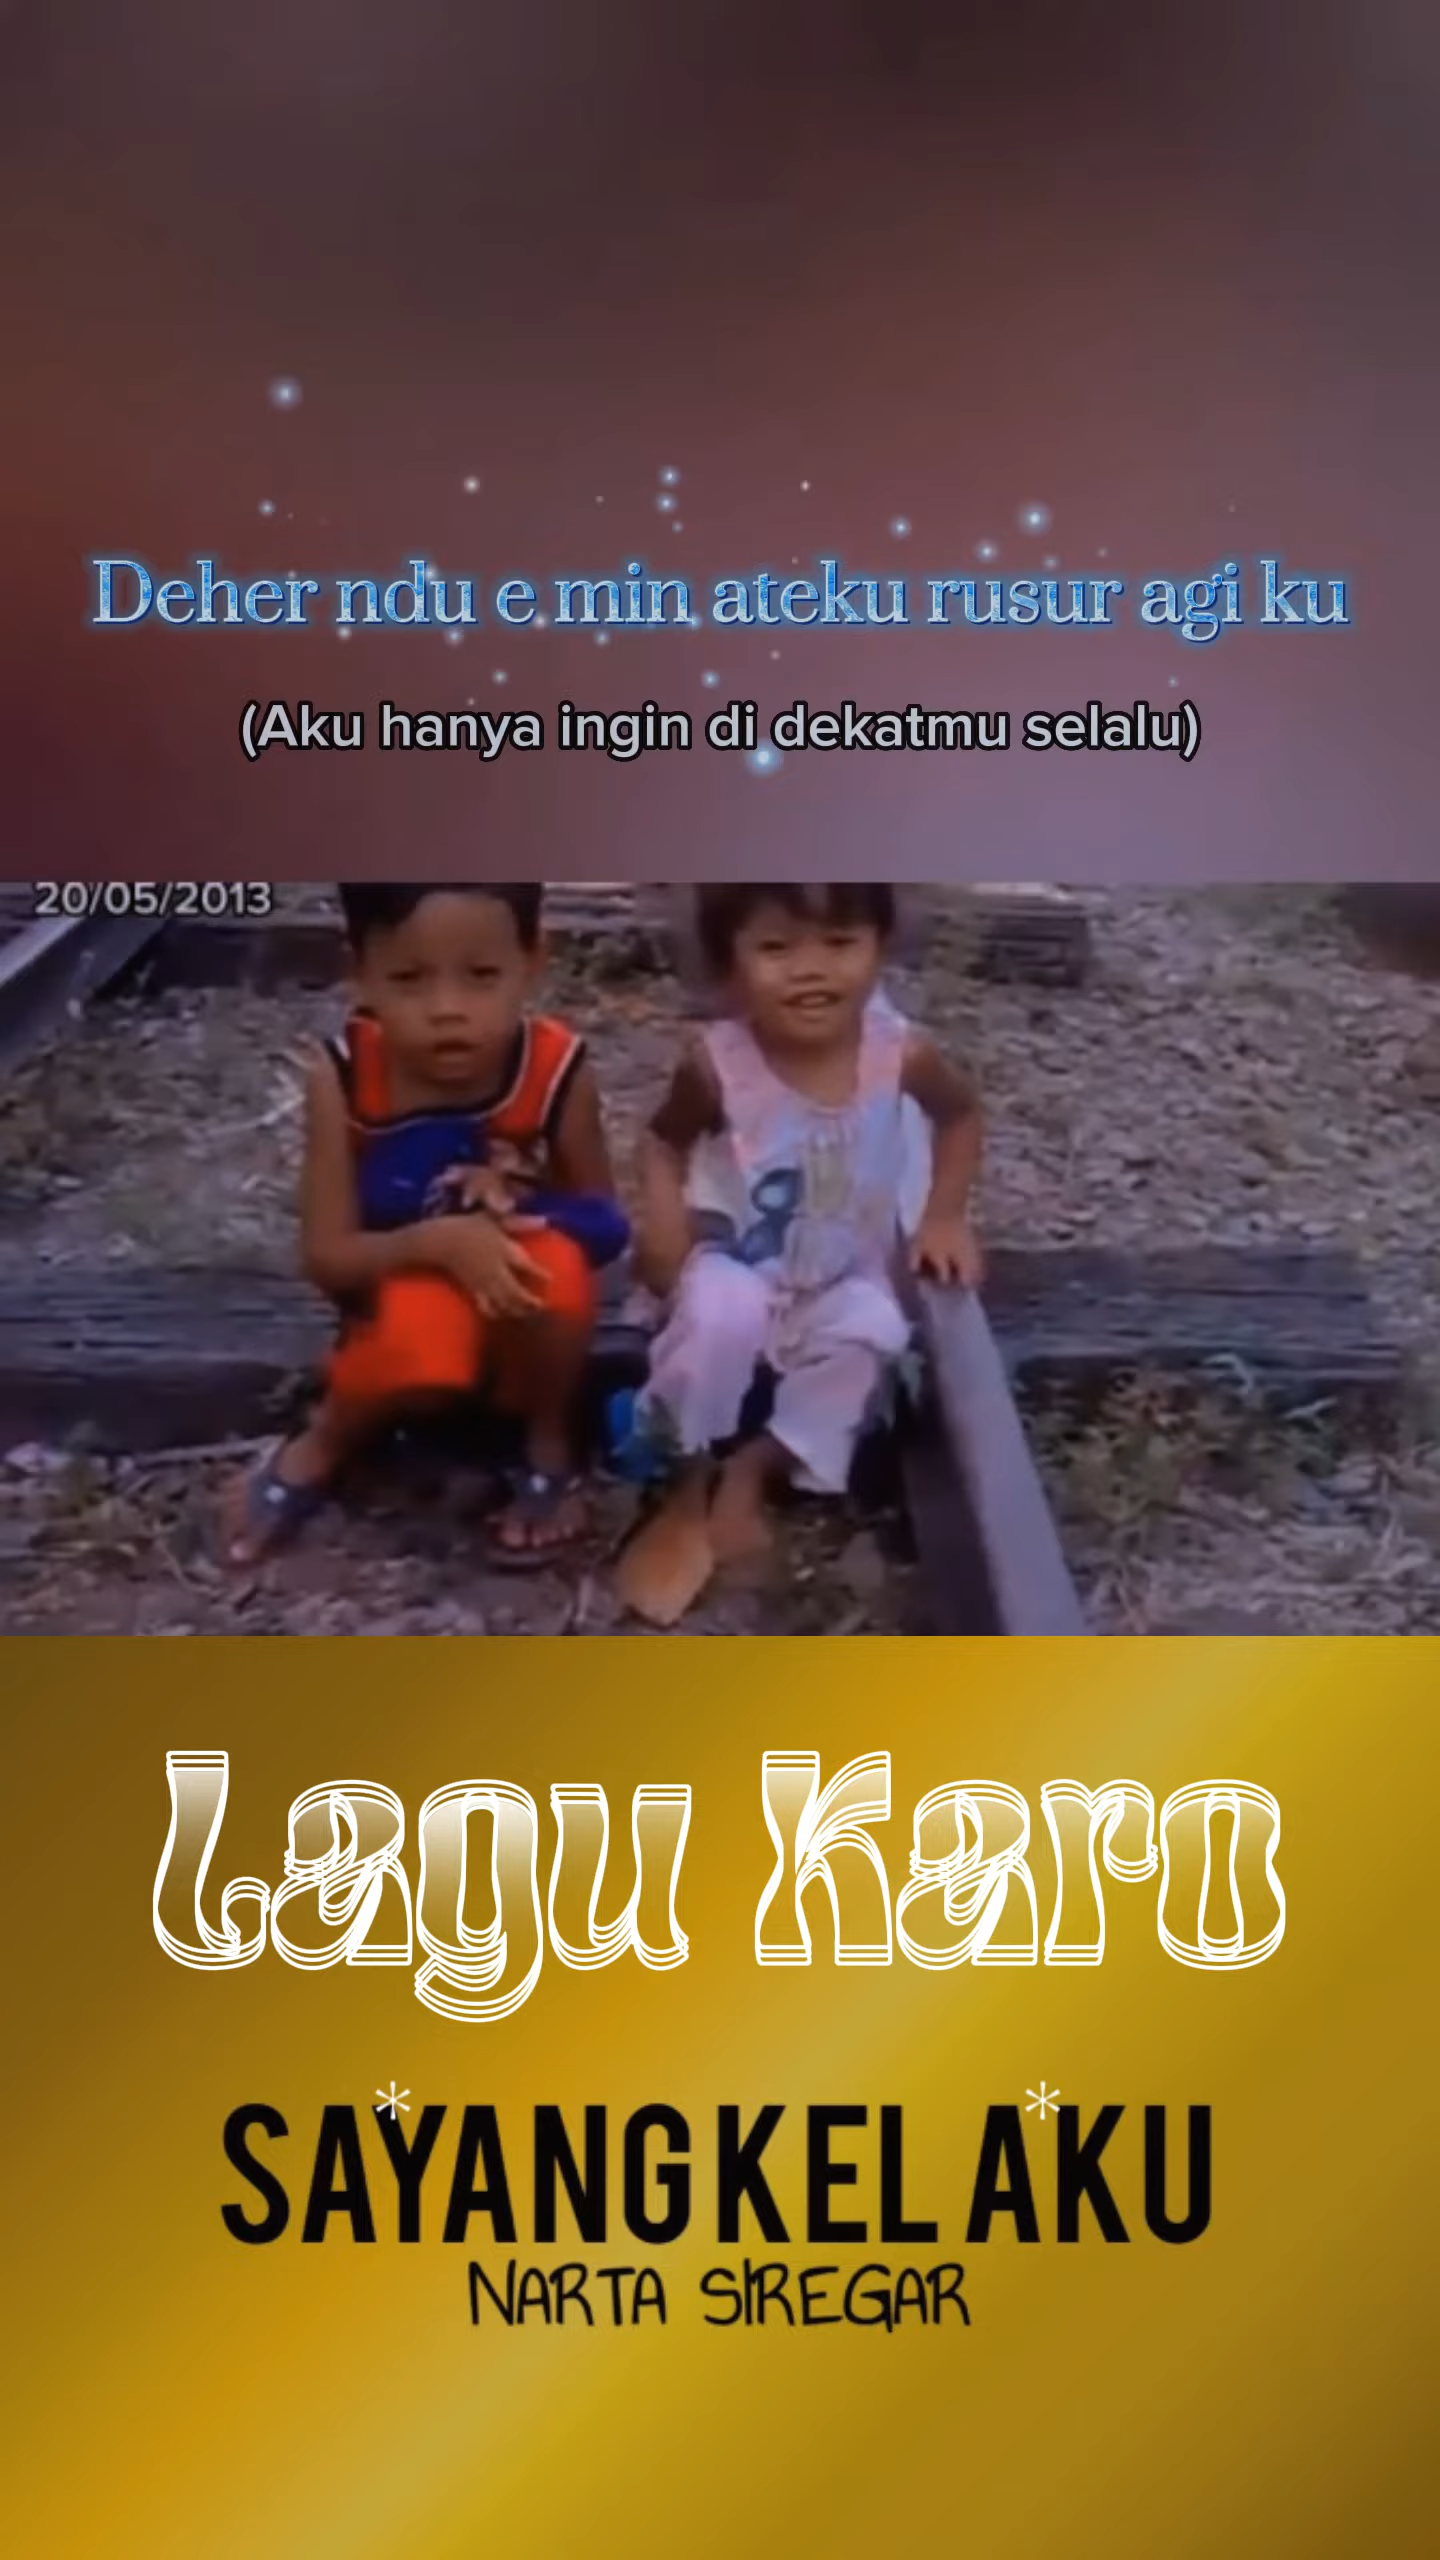 Deher ndu e min ateku rusur agi ku
(Aku hanya ingin di dekatmu selalu)
20/05/2013
Lagu Karo
SAYANG KEL AKU
NARTA SIREGAR